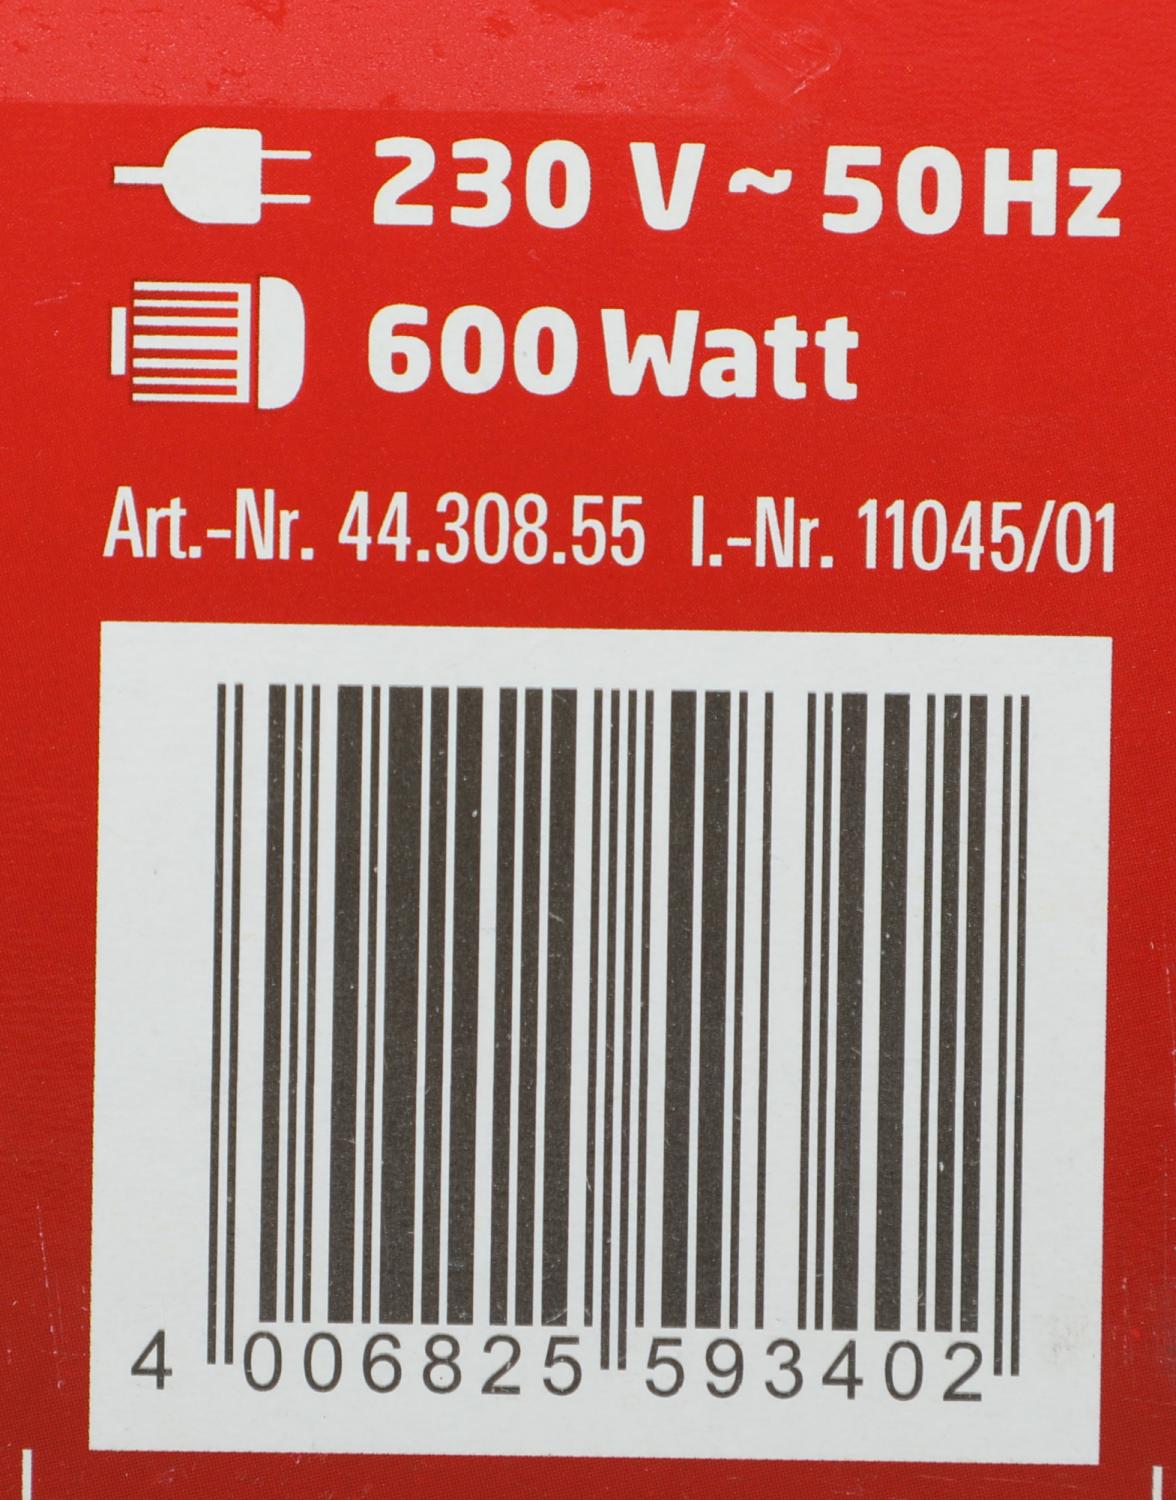 230 V ~ 50 Hz
600 Watt
Art.-Nr. 44.308.55 I.-Nr. 11045/01
4 006825 593402